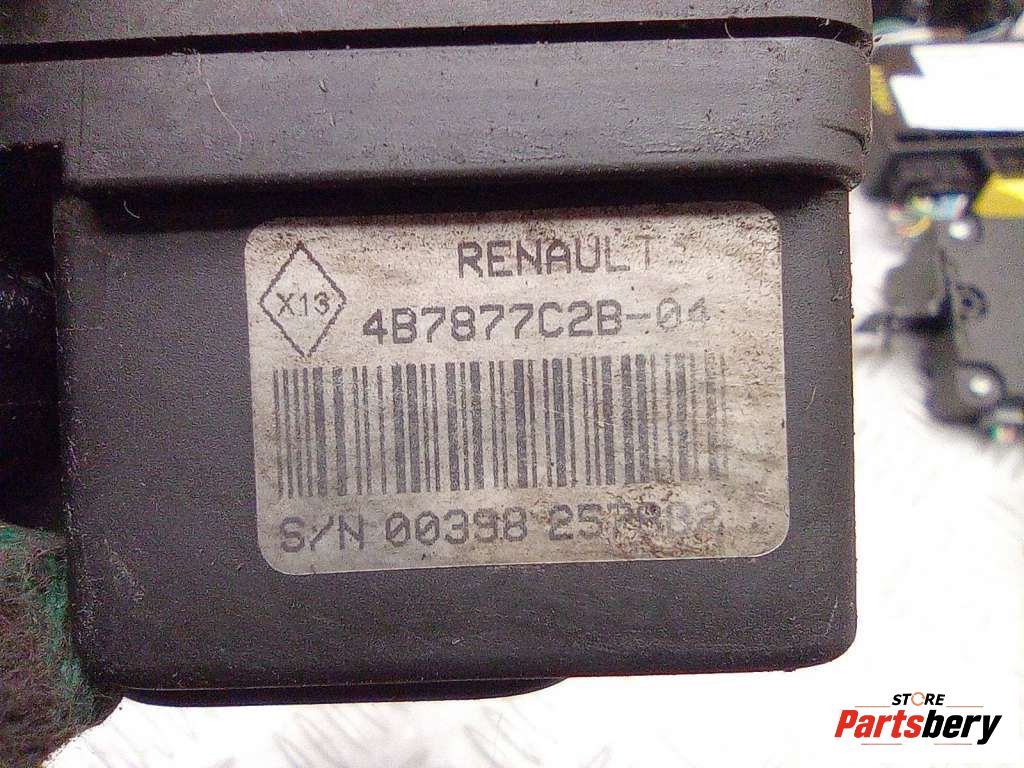 RENAULT
X13
4B7877C2B-04
S/N 00398
STORE
Partsbery